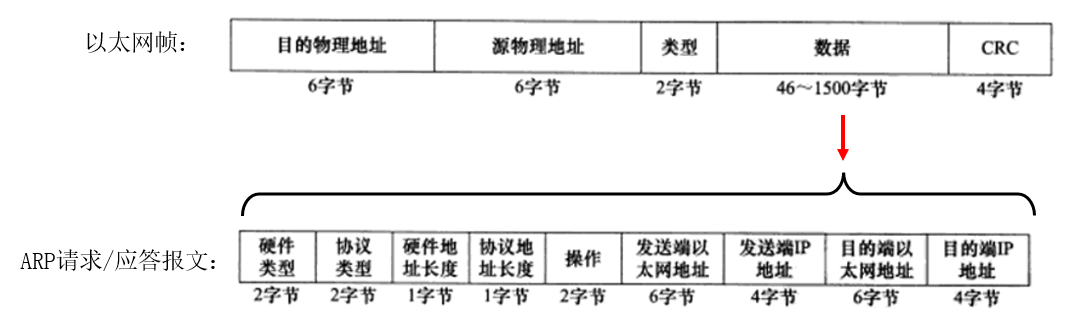 以太网帧：
目的物理地址 源物理地址 类型 数据 CRC
6字节 6字节 2字节 46～1500字节 4字节
ARP请求/应答报文：
硬件类型 协议类型 硬件地址长度 协议地址长度 操作 发送端以太网地址 发送端IP地址 目的端以太网地址 目的端IP地址
2字节 2字节 1字节 1字节 2字节 6字节 4字节 6字节 4字节